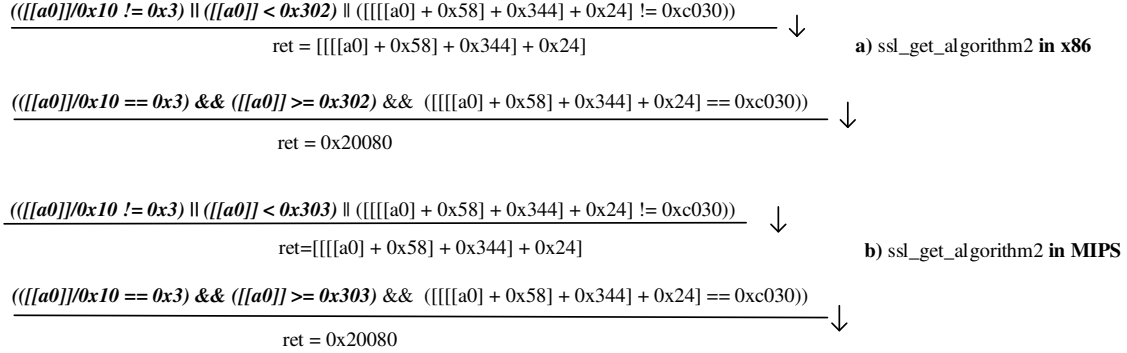 (([[a0]]/0x10 != 0x3) || ([[a0]] < 0x302) || ([[[[a0] + 0x58] + 0x344] + 0x24] != 0xc030))
ret = [[[[a0] + 0x58] + 0x344] + 0x24]
a) ssl_get_algorithm2 in x86
(([[a0]]/0x10 == 0x3) && ([[a0]] >= 0x302) && ([[[[a0] + 0x58] + 0x344] + 0x24] == 0xc030))
ret = 0x20080
(([[a0]]/0x10 != 0x3) || ([[a0]] < 0x303) || ([[[[a0] + 0x58] + 0x344] + 0x24] != 0xc030))
ret=[[[[a0] + 0x58] + 0x344] + 0x24]
b) ssl_get_algorithm2 in MIPS
(([[a0]]/0x10 == 0x3) && ([[a0]] >= 0x303) && ([[[[a0] + 0x58] + 0x344] + 0x24] == 0xc030))
ret = 0x20080